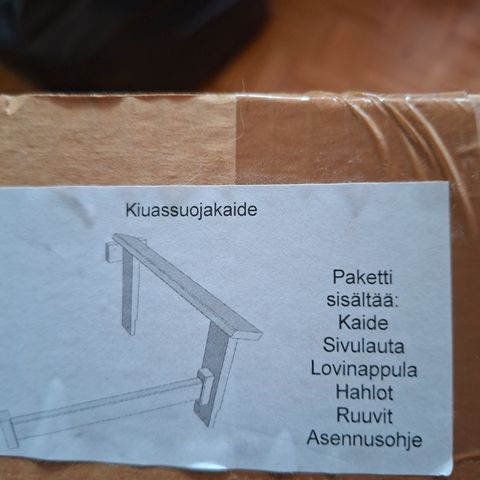 Kiuassuojakaide
Paketti
sisältää:
Kaide
Sivulauta
Lovinappula
Hahlot
Ruuvit
Asennusohje